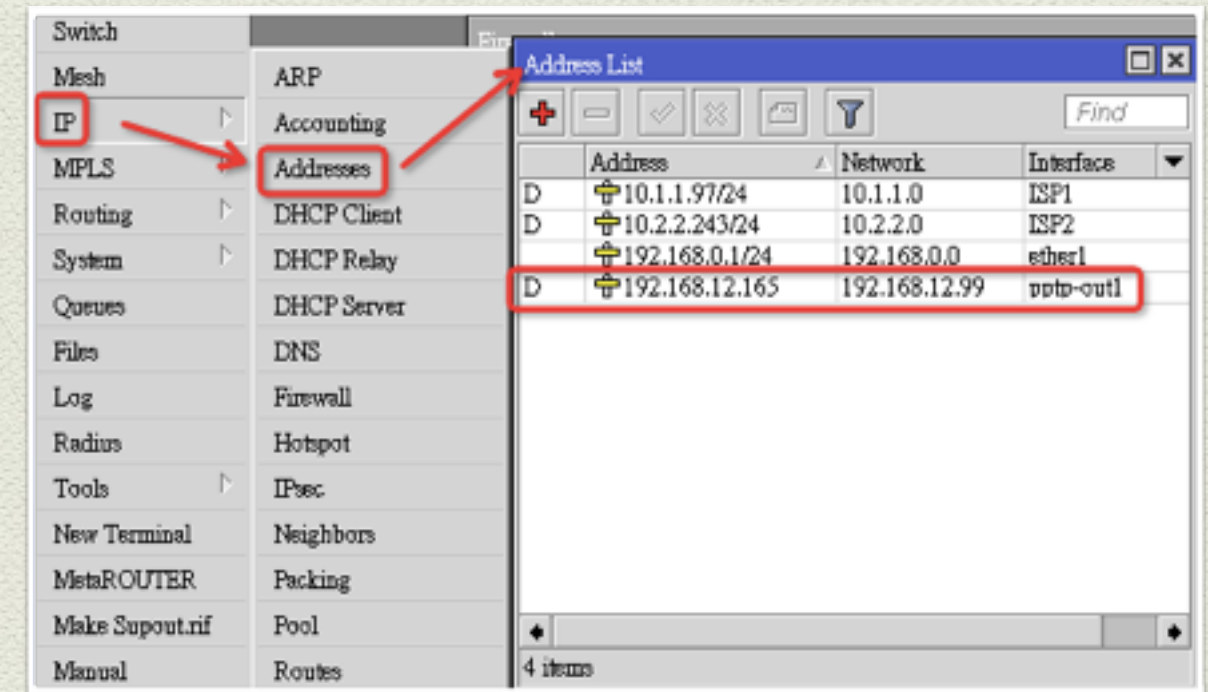 Switch
Mesh
IP
MPLS
Routing
System
Queues
Files
Log
Radius
Tools
New Terminal
MetaROUTER
Make Supout.rif
Manual
ARP
Accounting
Addresses
DHCP Client
DHCP Relay
DHCP Server
DNS
Firewall
Hotspot
IPsec
Neighbors
Packing
Pool
Routes
Address List
Find
Address Network Interface
D 10.1.1.97/24 10.1.1.0 ISP1
D 10.2.2.243/24 10.2.2.0 ISP2
192.168.0.1/24 192.168.0.0 ether1
D 192.168.12.165 192.168.12.99 pptp-out1
4 items